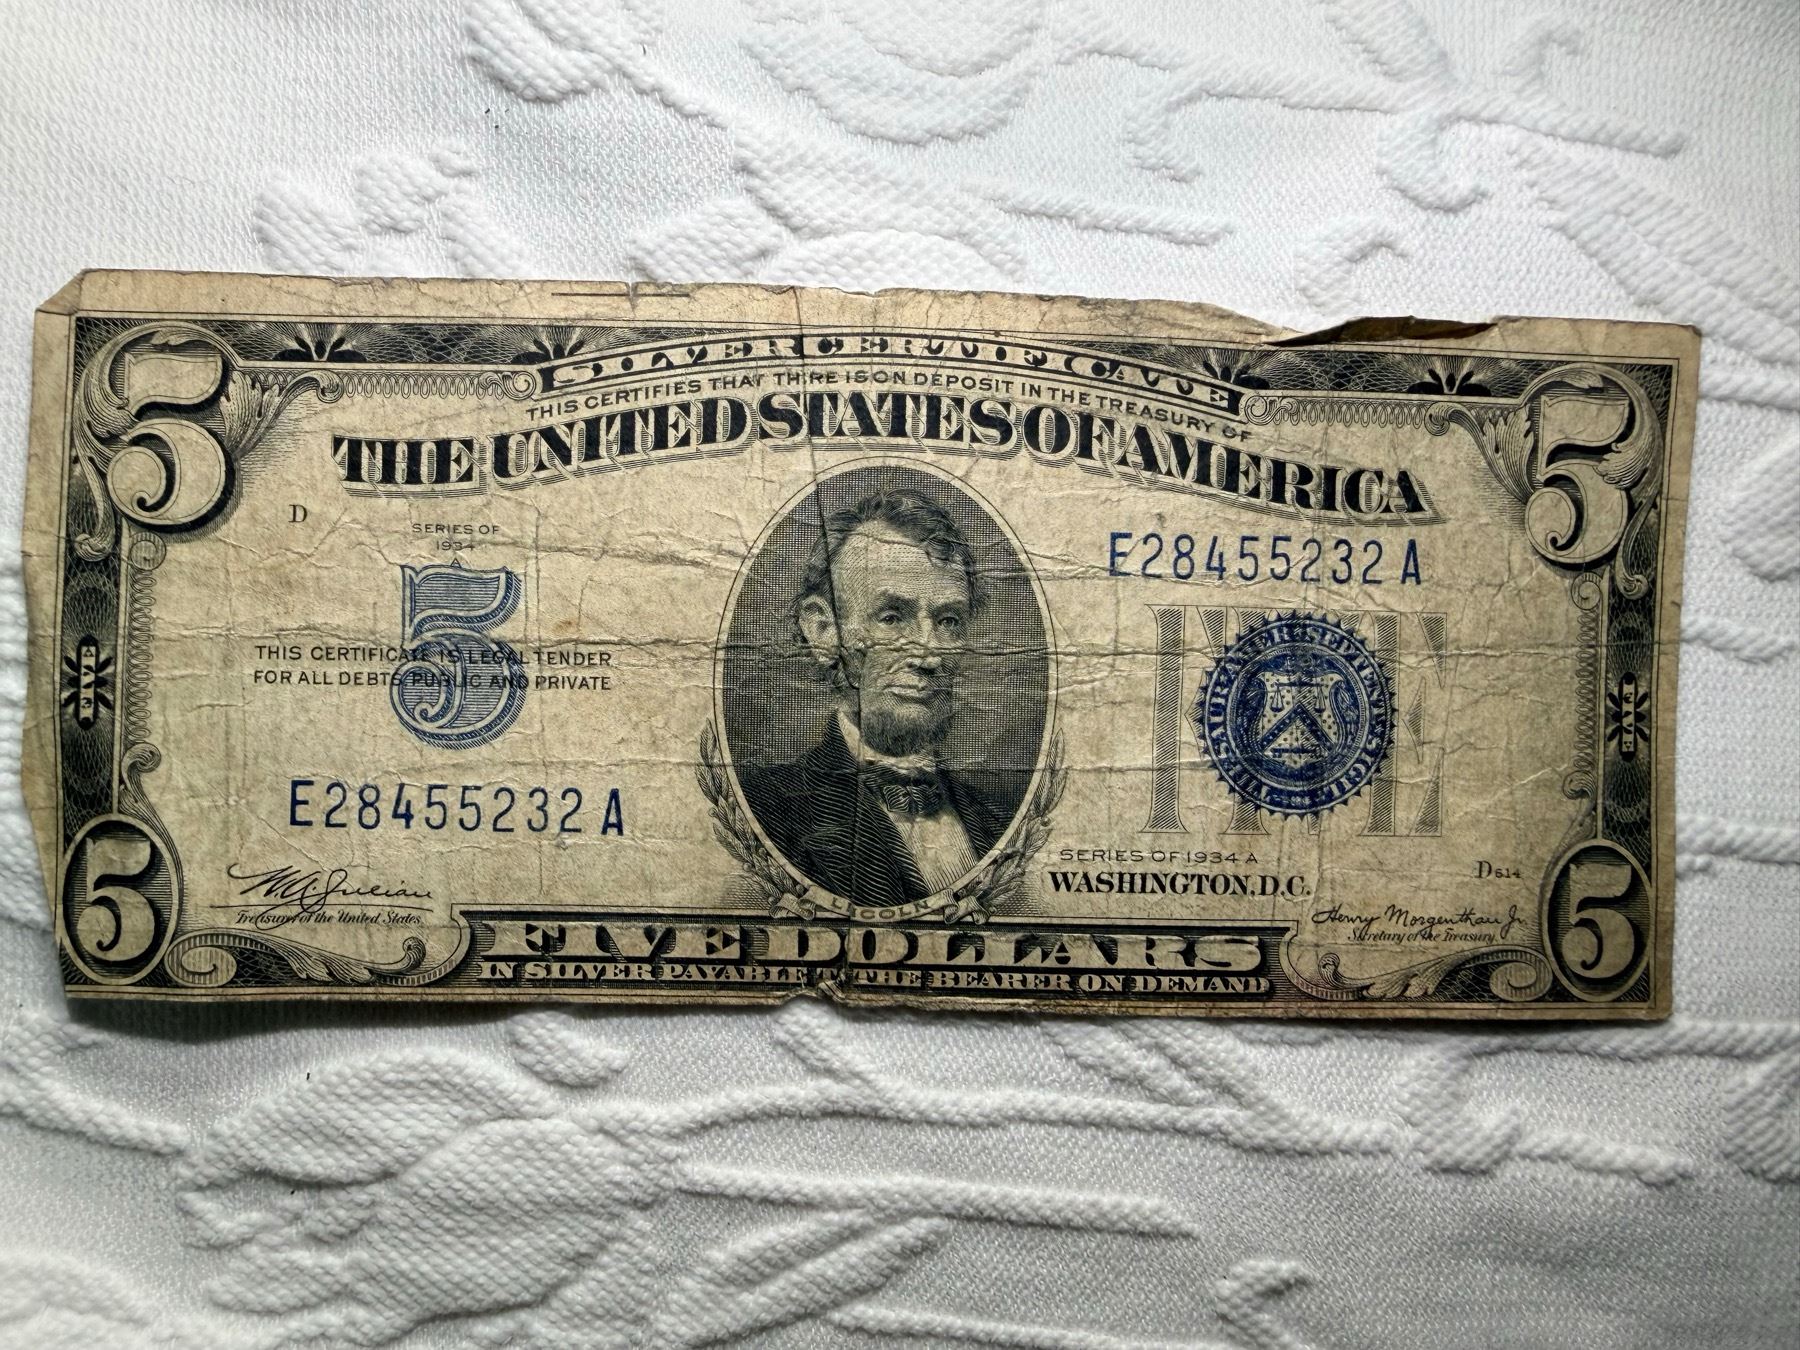 5
SILVER CERTIFICATE
5
THIS CERTIFIES THAT THERE IS ON DEPOSIT IN THE TREASURY OF
THE UNITED STATES OF AMERICA
D
SERIES OF
1934
E28455232A
5
THIS CERTIFICATE IS LEGAL TENDER
FOR ALL DEBTS PUBLIC AND PRIVATE
FIVE
FIVE
FIVE
E28455232A
SERIES OF 1934 A
WASHINGTON, D.C.
D614
W.A. Julian
Treasurer of the United States
LINCOLN
Henry Morgenthau Jr.
Secretary of the Treasury
5
FIVE DOLLARS
5
IN SILVER PAYABLE TO THE BEARER ON DEMAND